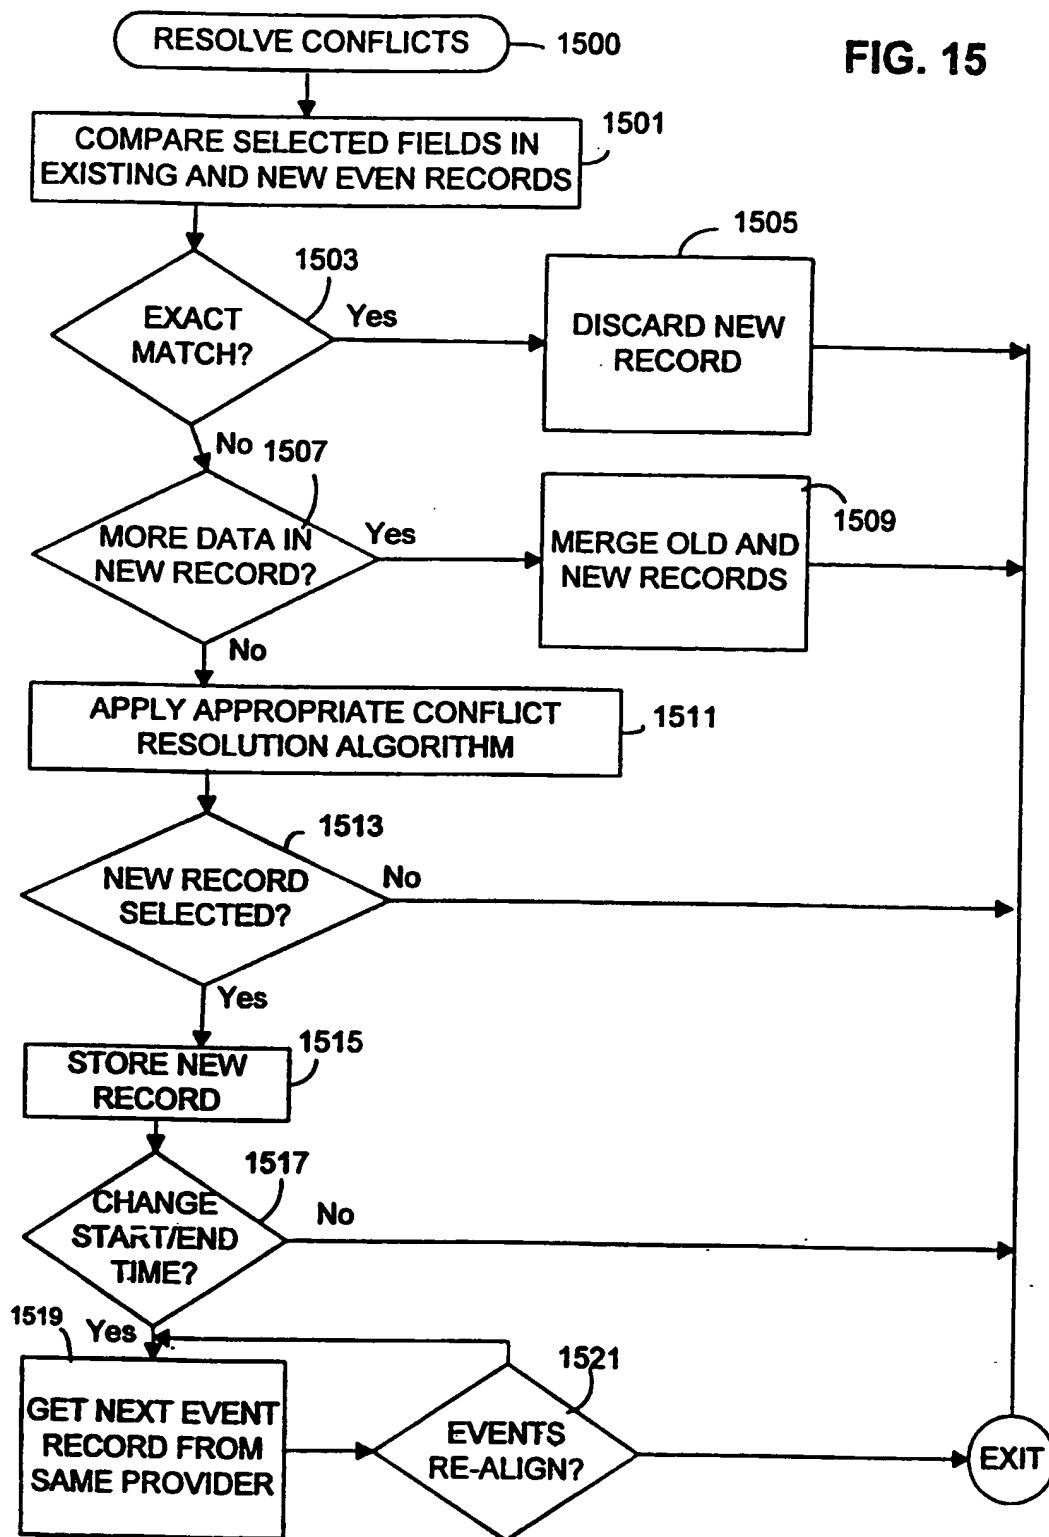 RESOLVE CONFLICTS
1500
FIG. 15
1501
COMPARE SELECTED FIELDS IN
EXISTING AND NEW EVEN RECORDS
1503
EXACT
MATCH?
Yes
1505
DISCARD NEW
RECORD
No
1507
MORE DATA IN
NEW RECORD?
Yes
1509
MERGE OLD AND
NEW RECORDS
No
APPLY APPROPRIATE CONFLICT
RESOLUTION ALGORITHM
1511
1513
NEW RECORD
SELECTED?
No
Yes
STORE NEW
RECORD
1515
1517
CHANGE
START/END
TIME?
No
1519
Yes
GET NEXT EVENT
RECORD FROM
SAME PROVIDER
1521
EVENTS
RE-ALIGN?
EXIT